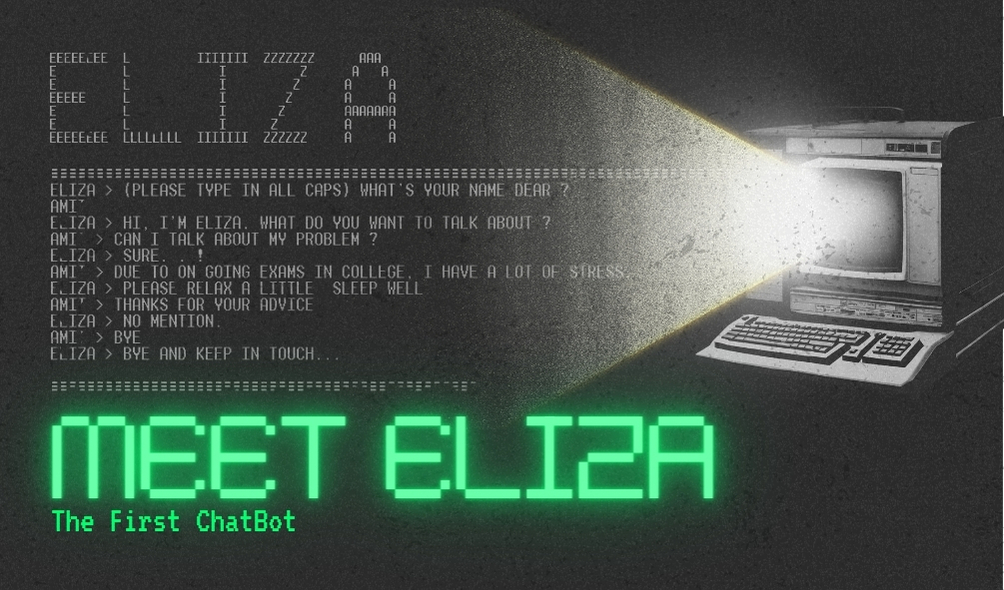 EEEEEEEE L IIIIIII ZZZZZZZ AAA
E L I Z A A
E L I Z A A
EEEEE L I Z A A
E L I Z AAAAAAA
E L I Z A A
EEEEEEEE LLLLLLLL IIIIIII ZZZZZZ A A
ELIZA > (PLEASE TYPE IN ALL CAPS) WHAT'S YOUR NAME DEAR ?
AMI'
ELIZA > HI, I'M ELIZA. WHAT DO YOU WANT TO TALK ABOUT ?
AMI' > CAN I TALK ABOUT MY PROBLEM ?
ELIZA > SURE. . !
AMI' > DUE TO ON GOING EXAMS IN COLLEGE, I HAVE A LOT OF STRESS..
ELIZA > PLEASE RELAX A LITTLE SLEEP WELL
AMI' > THANKS FOR YOUR ADVICE
ELIZA > NO MENTION.
AMI' > BYE
ELIZA > BYE AND KEEP IN TOUCH...
MEET ELIZA
The First ChatBot